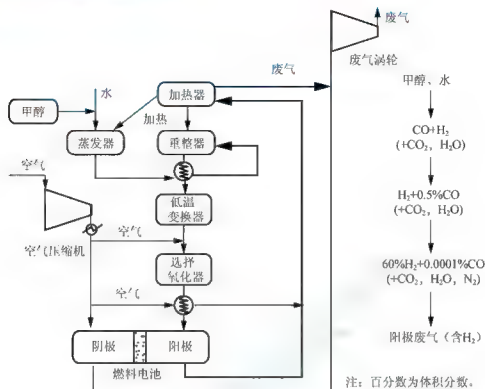 废气
废气
废气涡轮
水
加热器
甲醇
加热
蒸发器
重整器
空气
低温
变换器
空气
空气压缩机
选择
氧化器
空气
阴极
阳极
燃料电池
甲醇、水
CO+H₂
(+CO₂, H₂O)
H₂+0.5%CO
(+CO₂, H₂O)
60%H₂+0.0001%CO
(+CO₂, H₂O, N₂)
阳极废气（含H₂）
注：百分数为体积分数。